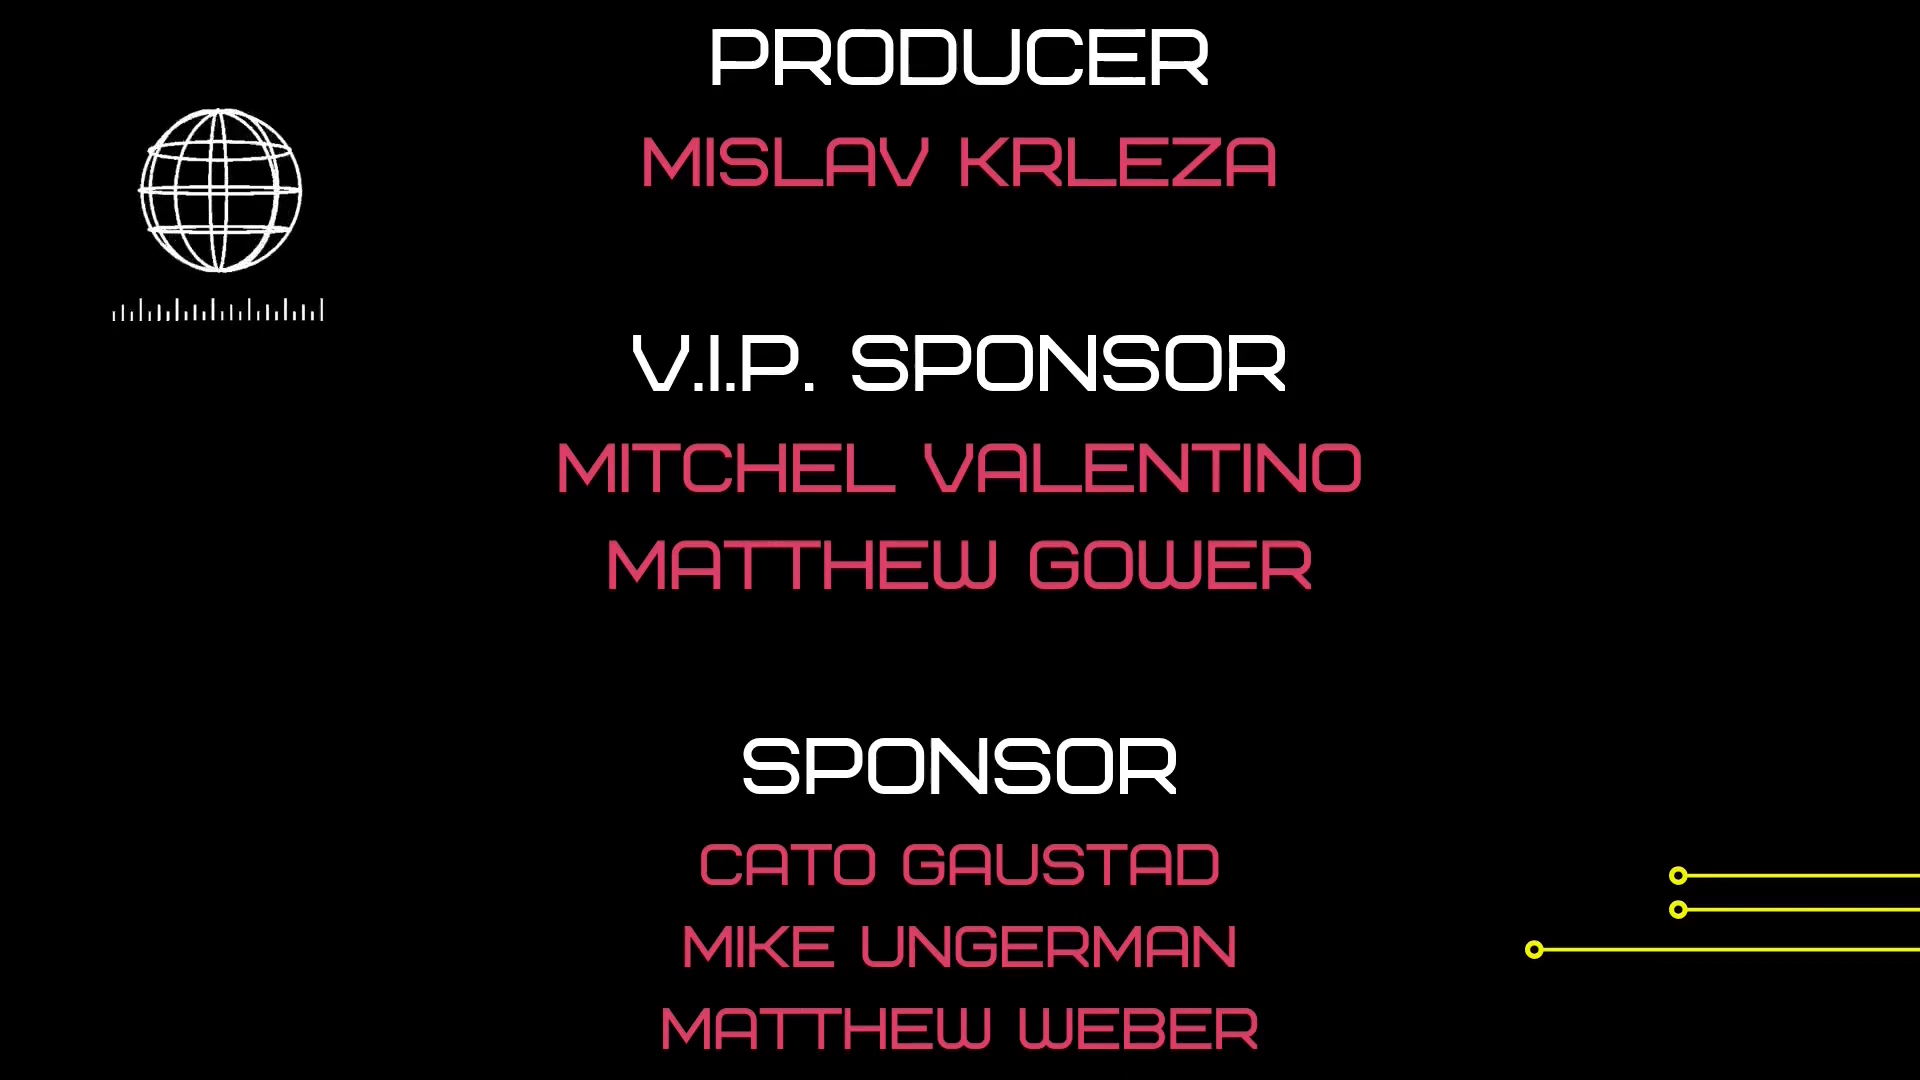 PRODUCER
MISLAV KRLEZA
V.I.P. SPONSOR
MITCHEL VALENTINO
MATTHEW GOWER
SPONSOR
CATO GAUSTAD
MIKE UNGERMAN
MATTHEW WEBER